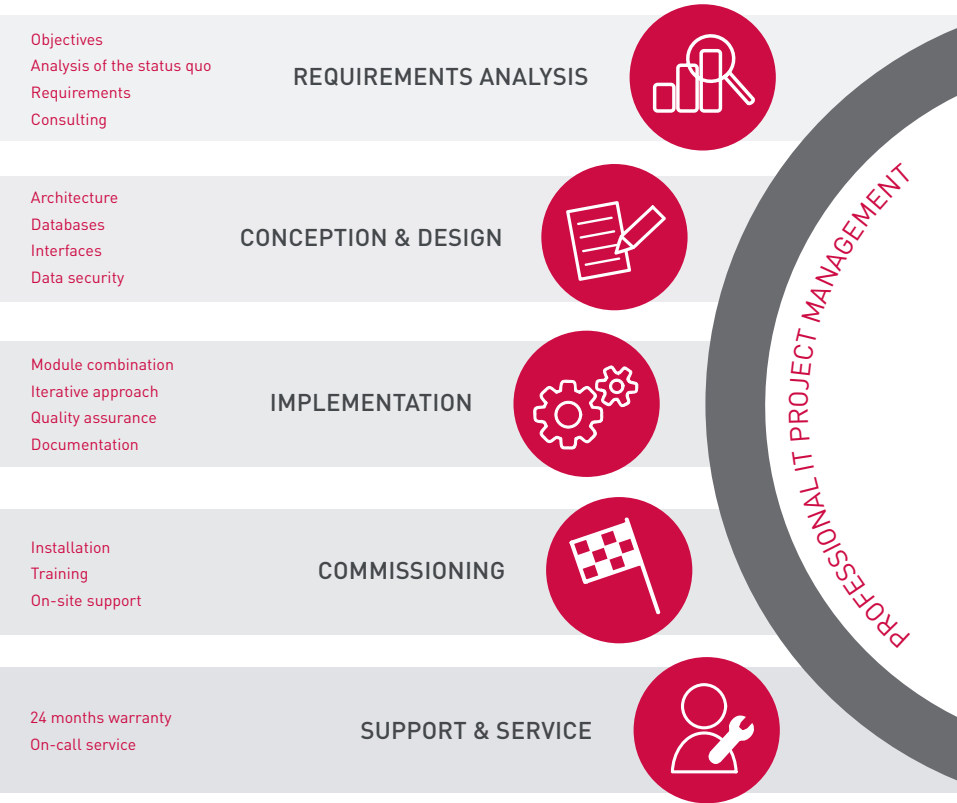 Objectives
Analysis of the status quo
Requirements
Consulting
REQUIREMENTS ANALYSIS
Architecture
Databases
Interfaces
Data security
CONCEPTION & DESIGN
Module combination
Iterative approach
Quality assurance
Documentation
IMPLEMENTATION
Installation
Training
On-site support
COMMISSIONING
24 months warranty
On-call service
SUPPORT & SERVICE
PROFESSIONAL IT PROJECT MANAGEMENT